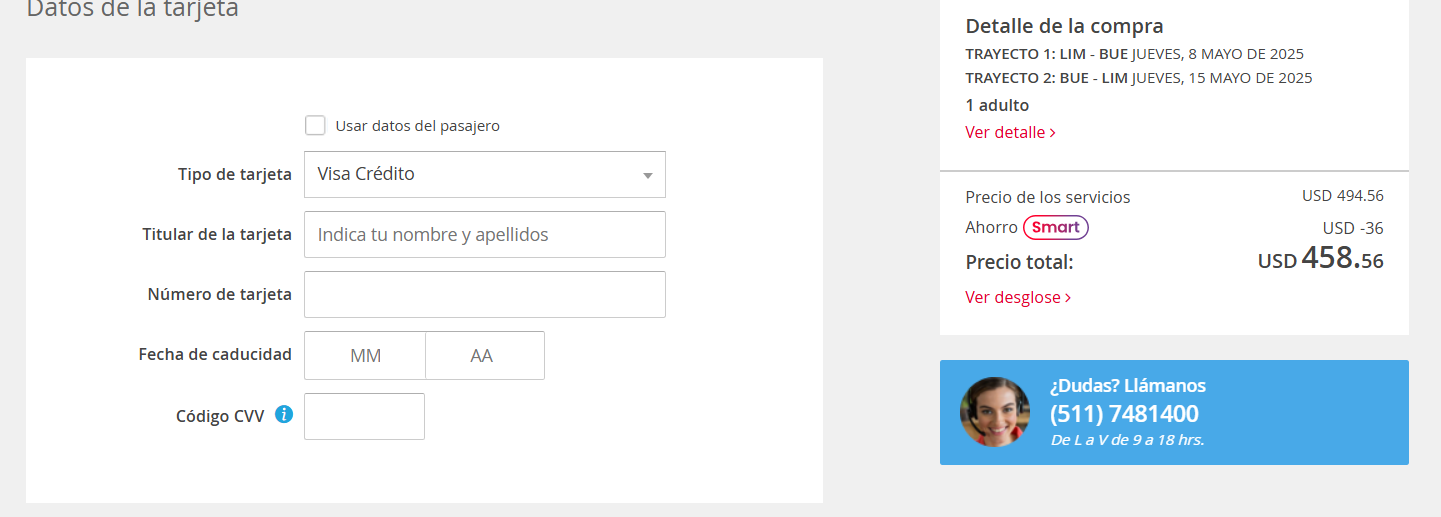 Datos de la tarjeta
Usar datos del pasajero
Tipo de tarjeta
Visa Crédito
Titular de la tarjeta
Indica tu nombre y apellidos
Número de tarjeta
Fecha de caducidad
MM
AA
Código CVV
i
Detalle de la compra
TRAYECTO 1: LIM - BUE JUEVES, 8 MAYO DE 2025
TRAYECTO 2: BUE - LIM JUEVES, 15 MAYO DE 2025
1 adulto
Ver detalle >
Precio de los servicios USD 494.56
Ahorro Smart USD -36
Precio total: USD 458.56
Ver desglose >
¿Dudas? Llámanos
(511) 7481400
De L a V de 9 a 18 hrs.